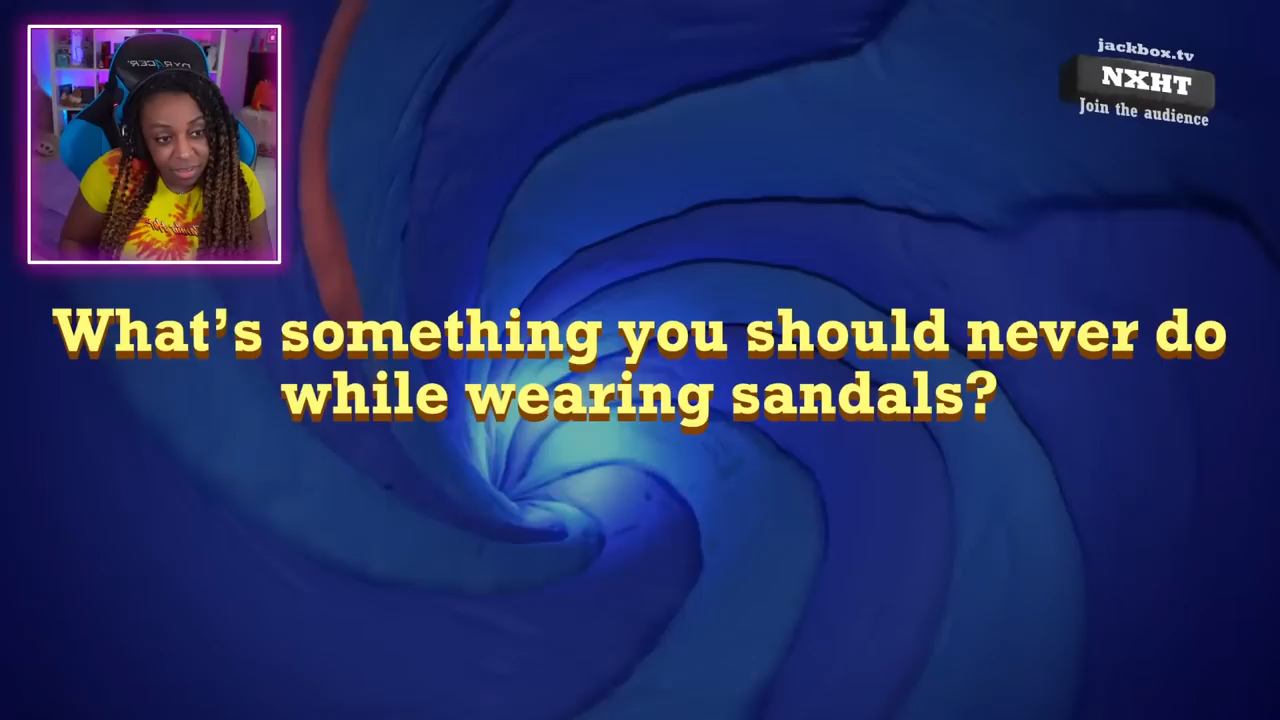 jackbox.tv
NXHT
Join the audience
What's something you should never do
while wearing sandals?